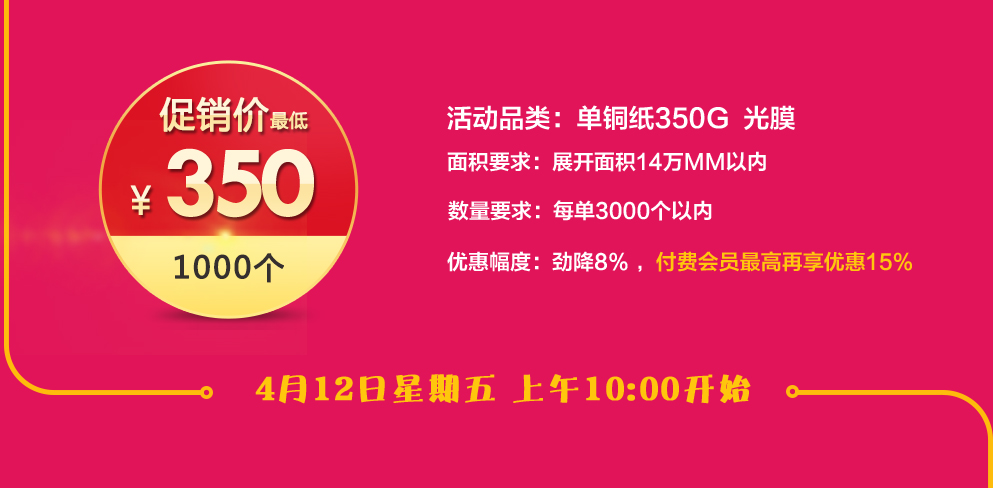 促销价最低
¥350
1000个
活动品类：单铜纸350G 光膜
面积要求：展开面积14万MM以内
数量要求：每单3000个以内
优惠幅度：劲降8%，付费会员最高再享优惠15%
4月12日星期五 上午10:00开始